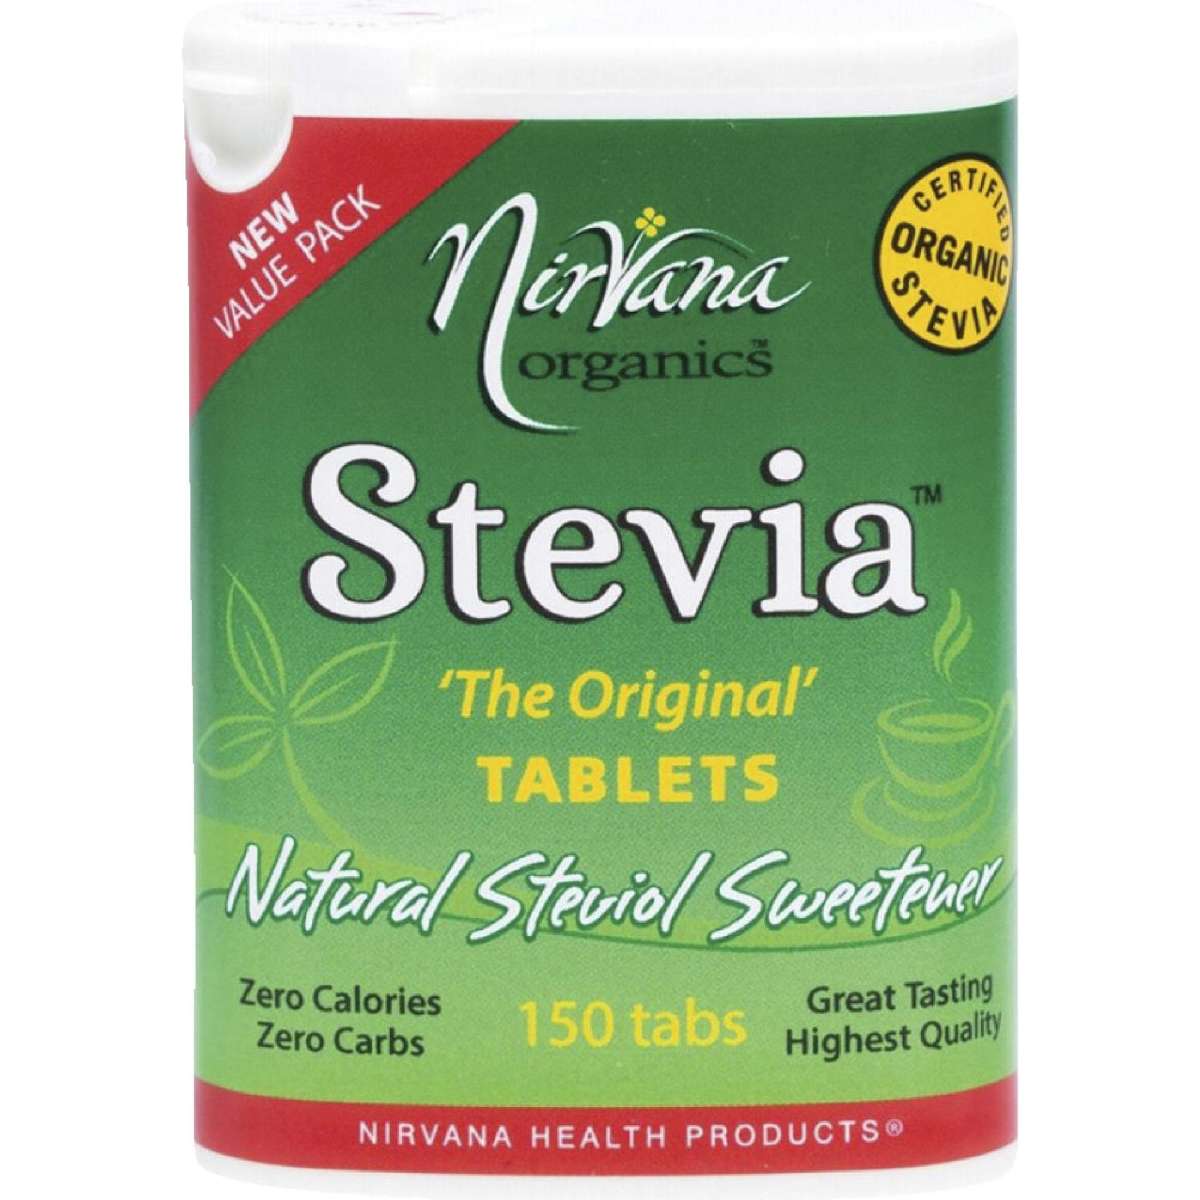 NEW
VALUE PACK
Nirvana
organics™
CERTIFIED
ORGANIC
STEVIA
Stevia™
'The Original'
TABLETS
Natural Steviol Sweetener
Zero Calories
Zero Carbs
150 tabs
Great Tasting
Highest Quality
NIRVANA HEALTH PRODUCTS®